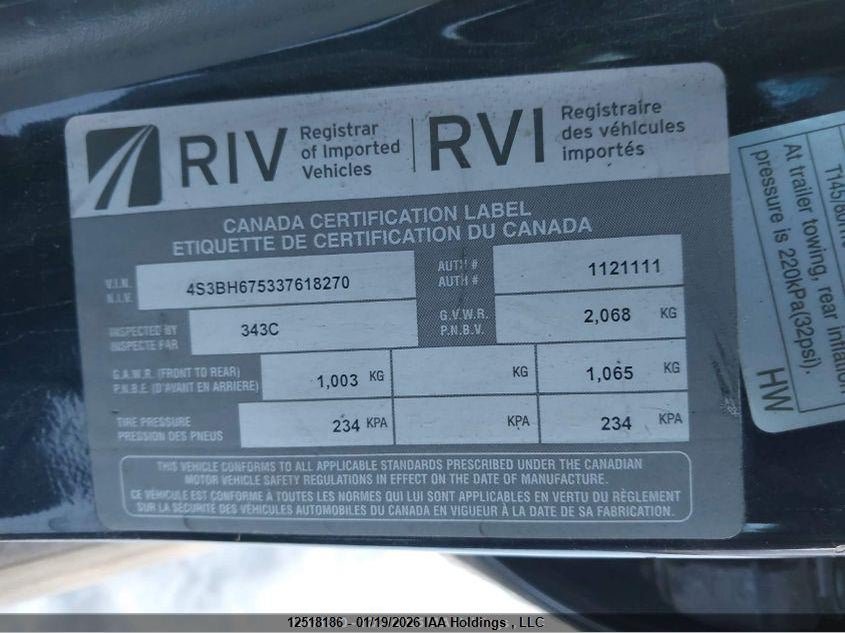 RIV
Registrar
of Imported
Vehicles
RVI
Registraire
des véhicules
importés
CANADA CERTIFICATION LABEL
ETIQUETTE DE CERTIFICATION DU CANADA
V.I.N.
N.I.V.
4S3BH675337618270
AUTH #
AUTH #
1121111
INSPECTED BY
INSPECTE PAR
343C
G.V.W.R.
P.N.B.V.
2,068 KG
G.A.W.R. (FRONT TO REAR)
P.N.B.E. (D'AVANT EN ARRIERE)
1,003 KG
KG
1,065 KG
TIRE PRESSURE
PRESSION DES PNEUS
234 KPA
KPA
234 KPA
THIS VEHICLE CONFORMS TO ALL APPLICABLE STANDARDS PRESCRIBED UNDER THE CANADIAN
MOTOR VEHICLE SAFETY REGULATIONS IN EFFECT ON THE DATE OF MANUFACTURE.
CE VÉHICULE EST CONFORME À TOUTES LES NORMES QUI LUI SONT APPLICABLES EN VERTU DU RÈGLEMENT
SUR LA SÉCURITÉ DES VÉHICULES AUTOMOBILES DU CANADA EN VIGUEUR À LA DATE DE SA FABRICATION.
At trailer towing, rear inflation
pressure is 220kPa(32psi).
HW
12518186 - 01/19/2026 IAA Holdings , LLC